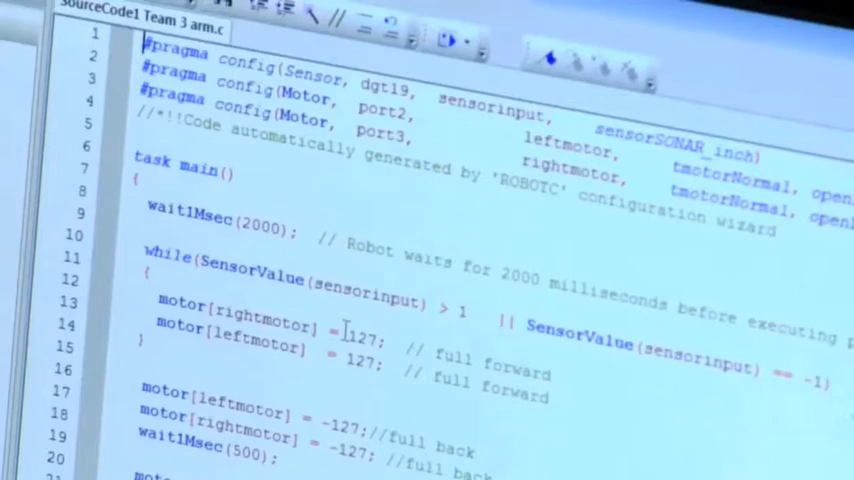 SourceCode1 Team 3 arm.c
1 #pragma config(Sensor, dgtl9, sensorinput, sensorSONAR_inch)
2 #pragma config(Motor, port2, leftmotor, tmotorNormal, openl
3 #pragma config(Motor, port3, rightmotor, tmotorNormal, openl
4 //*!!Code automatically generated by 'ROBOTC' configuration wizard
5
6 task main()
7 {
8 wait1Msec(2000); // Robot waits for 2000 milliseconds before executing p
9
10 while(SensorValue(sensorinput) > 1 || SensorValue(sensorinput) == -1)
11 {
12 motor[rightmotor] = 127; // full forward
13 motor[leftmotor] = 127; // full forward
14 }
15
16
17 motor[leftmotor] = -127;//full back
18 motor[rightmotor] = -127; //full back
19 wait1Msec(500);
20
21 moto